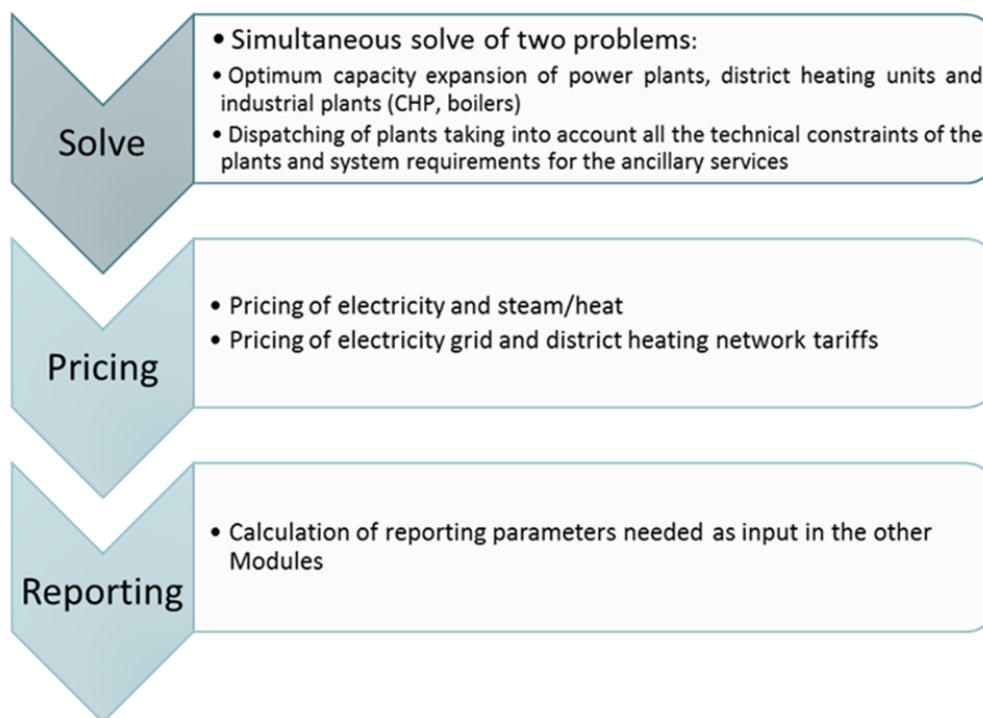 Solve
• Simultaneous solve of two problems:
• Optimum capacity expansion of power plants, district heating units and
industrial plants (CHP, boilers)
• Dispatching of plants taking into account all the technical constraints of the
plants and system requirements for the ancillary services
Pricing
• Pricing of electricity and steam/heat
• Pricing of electricity grid and district heating network tariffs
Reporting
• Calculation of reporting parameters needed as input in the other
Modules